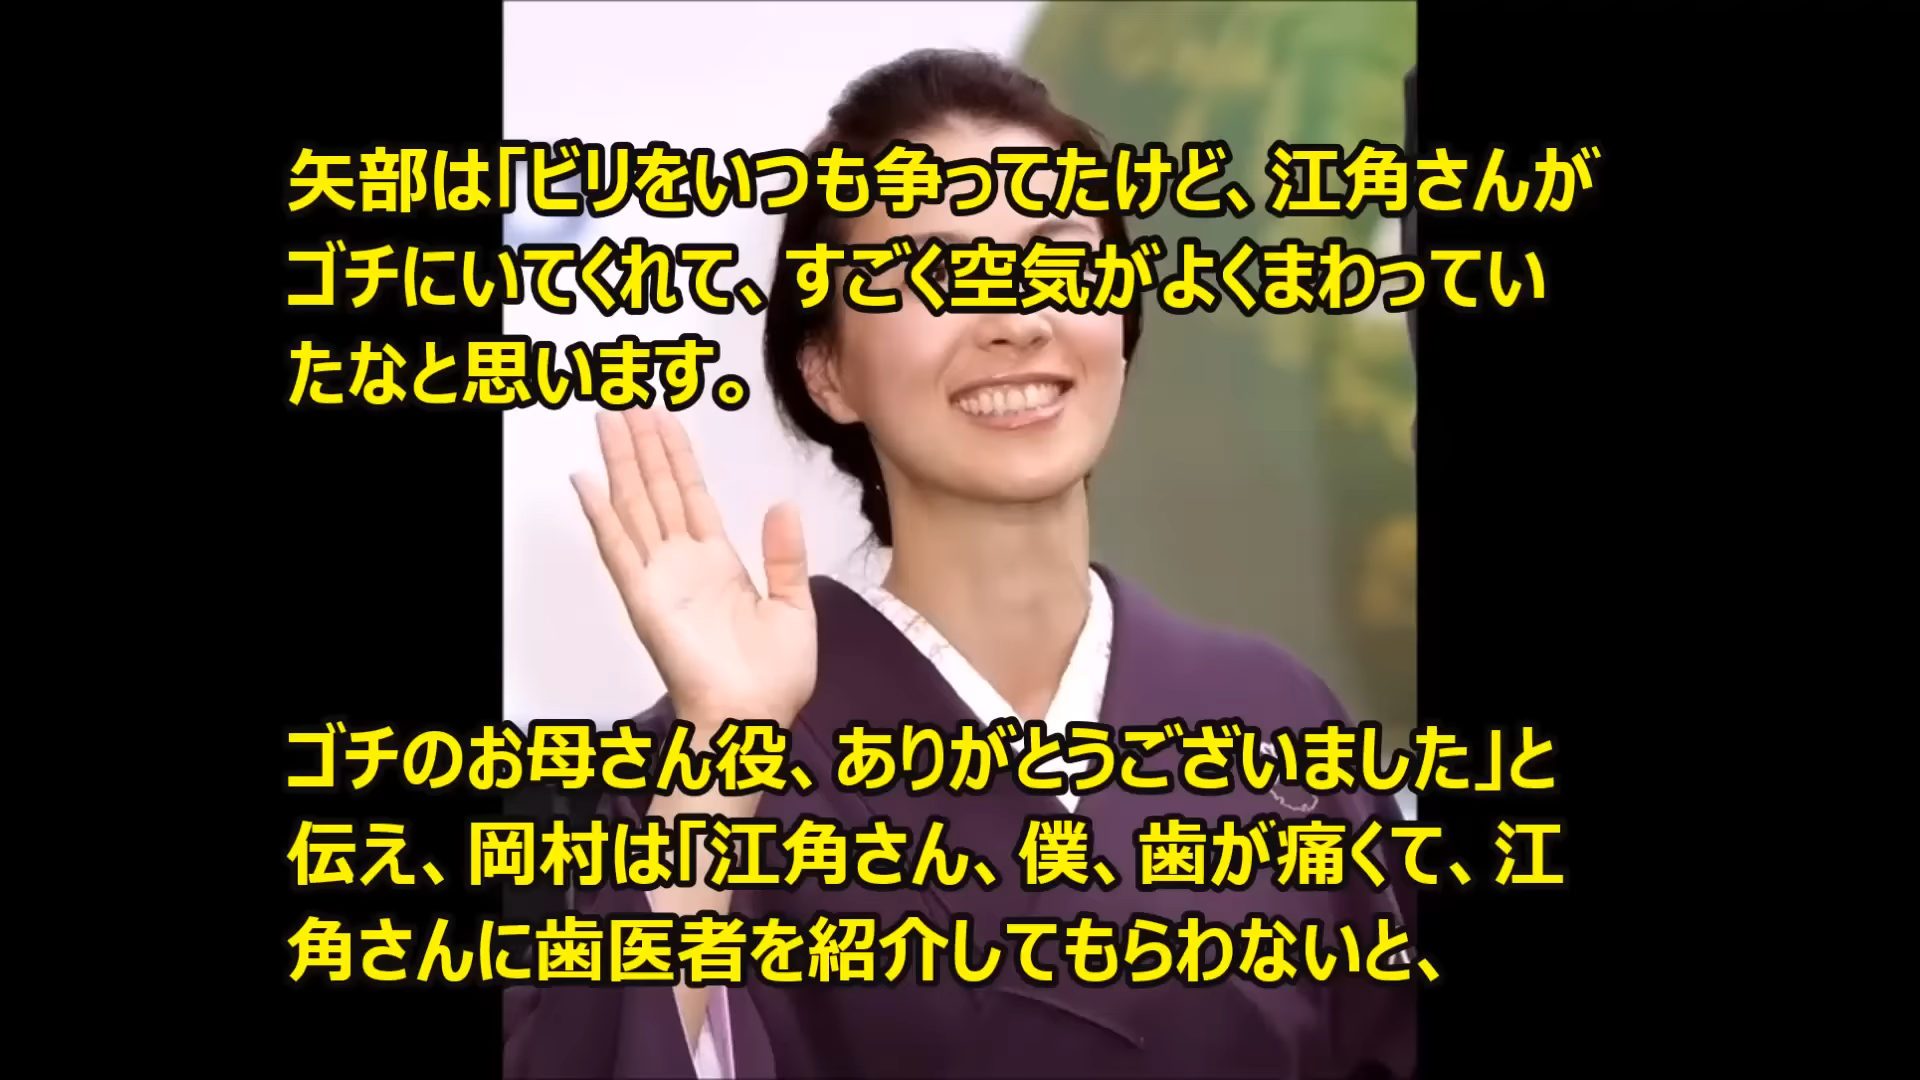 矢部は「ビリをいつも争ってたけど、江角さんが
ゴチにいてくれて、すごく空気がよくまわってい
たなと思います。
ゴチのお母さん役、ありがとうございました」と
伝え、岡村は「江角さん、僕、歯が痛くて、江
角さんに歯医者を紹介してもらわないと、